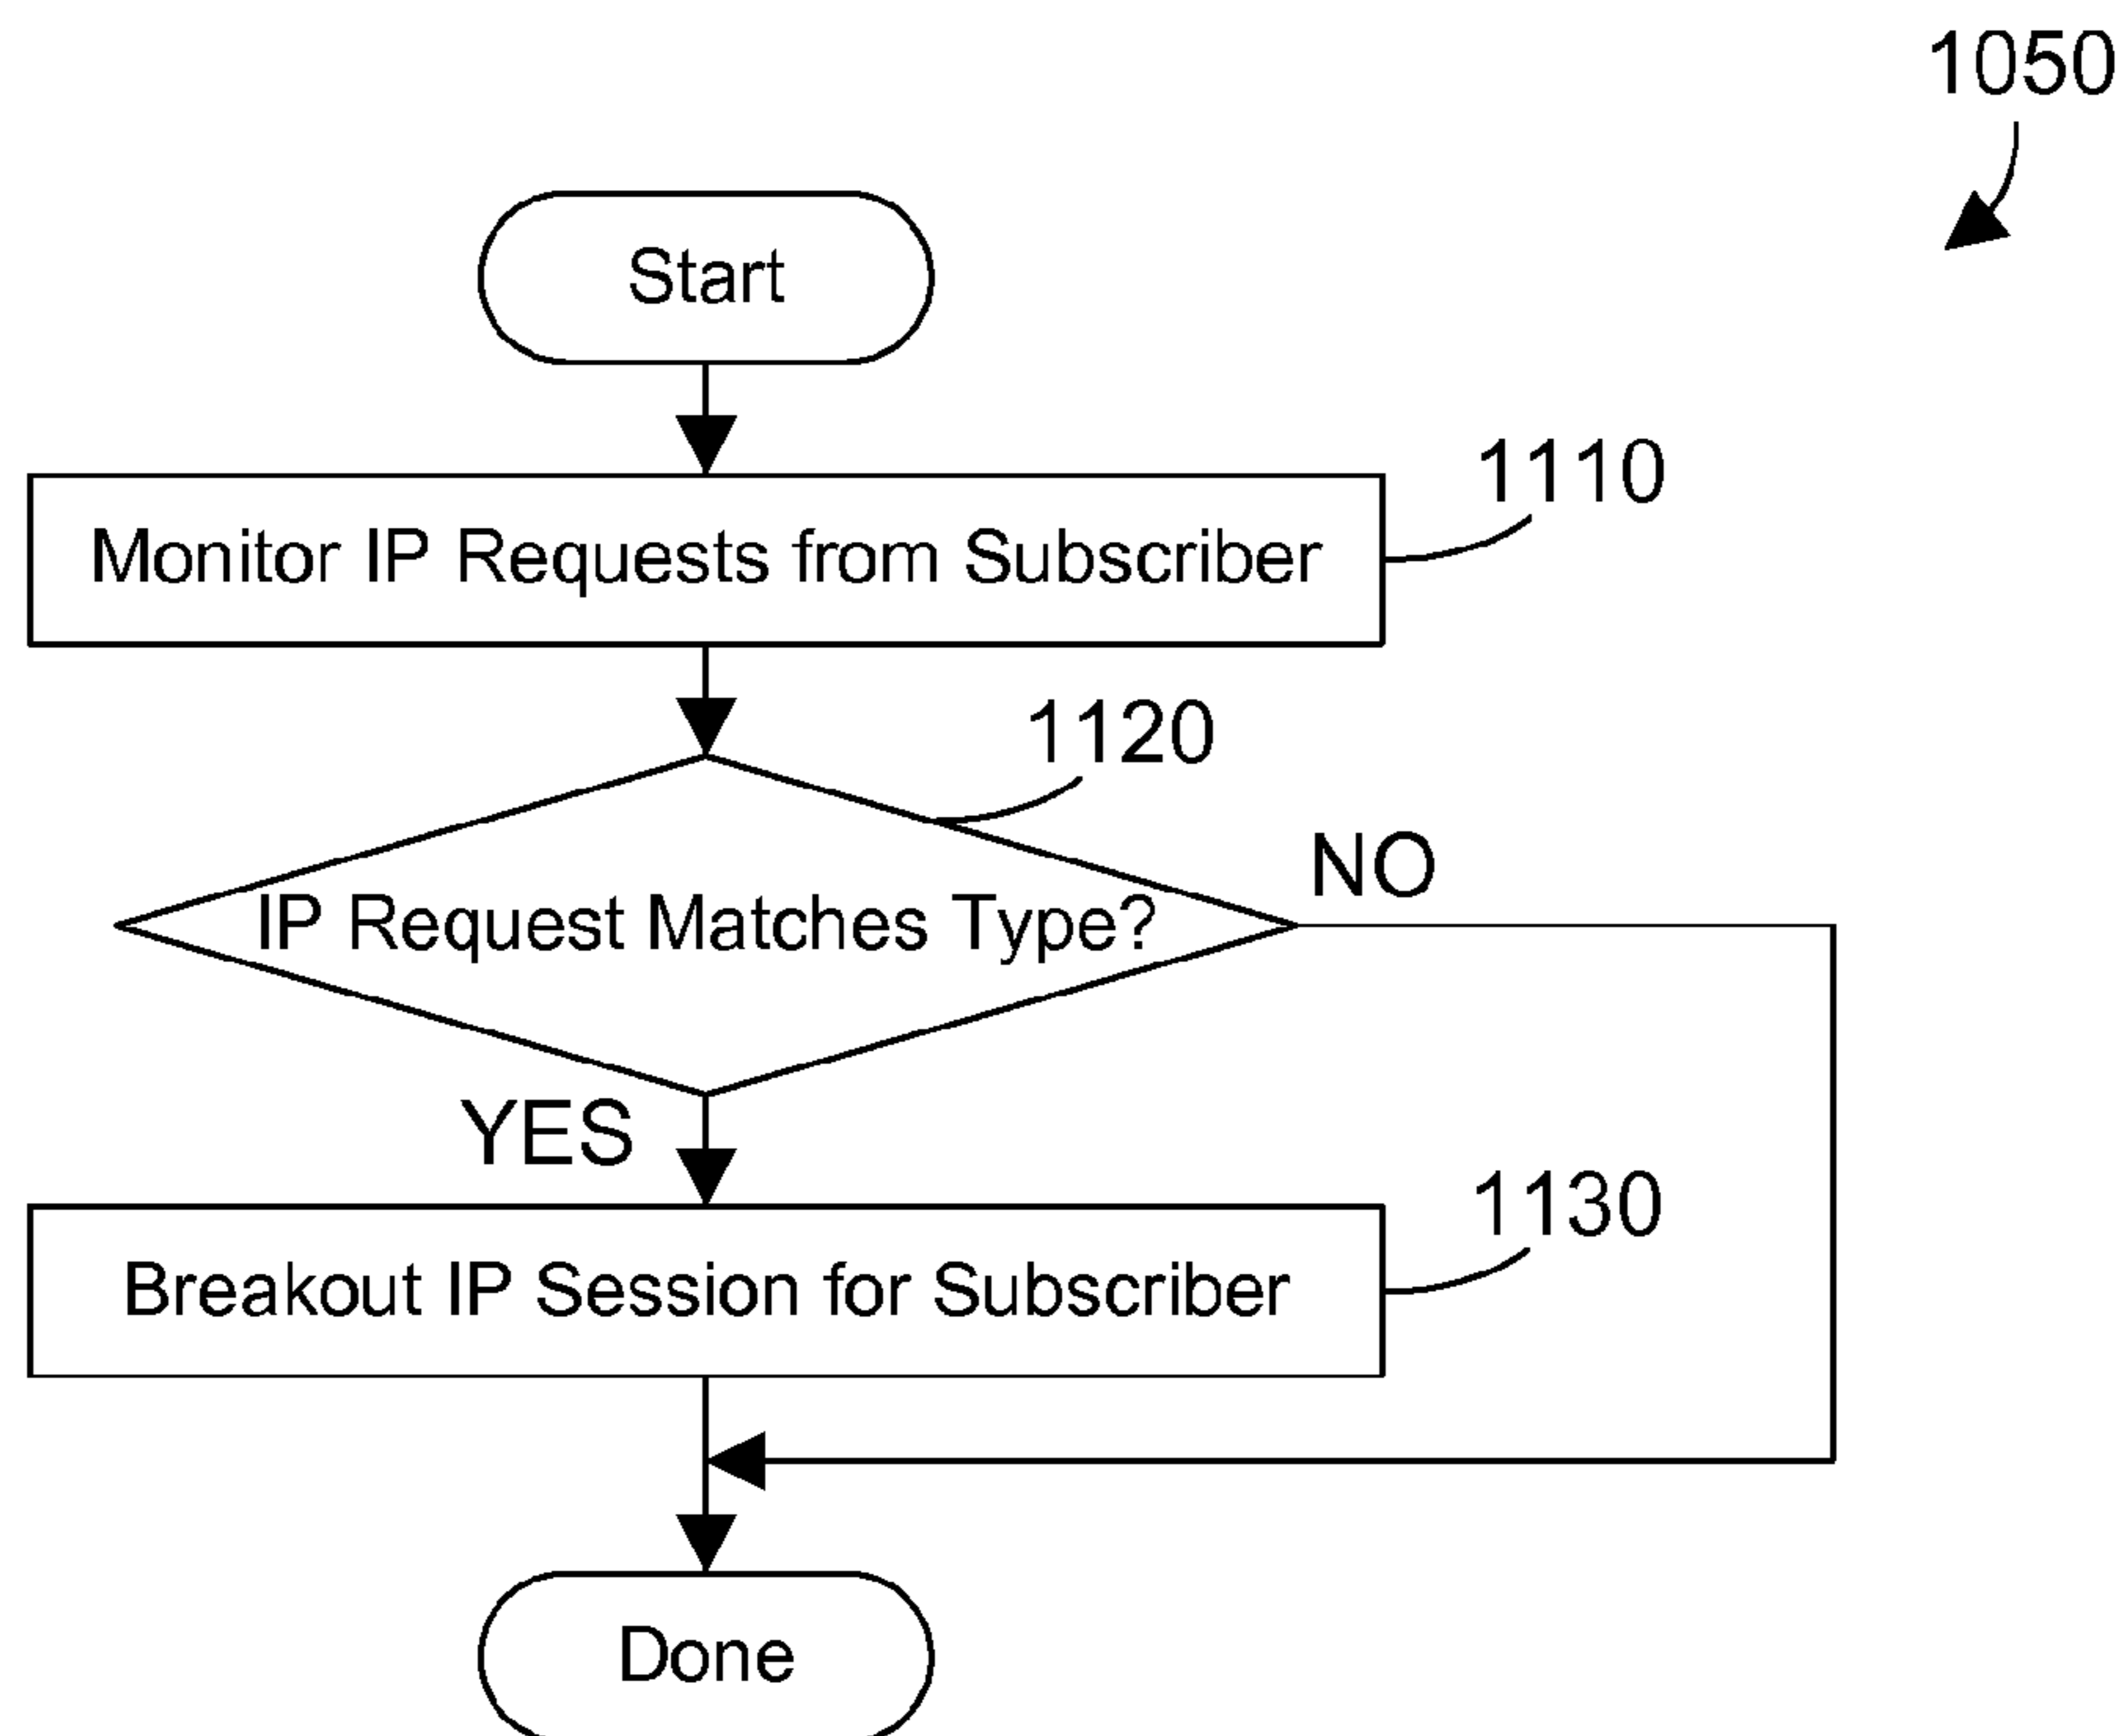 1050
Start
Monitor IP Requests from Subscriber
1110
1120
IP Request Matches Type?
NO
YES
Breakout IP Session for Subscriber
1130
Done